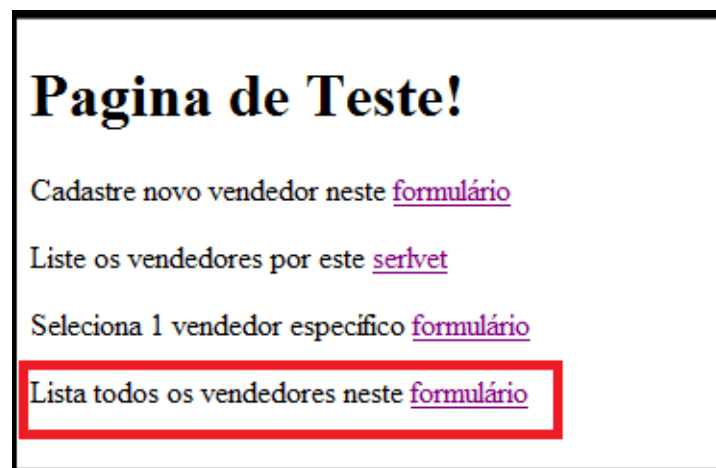 Pagina de Teste!
Cadastre novo vendedor neste formulário
Liste os vendedores por este serlvet
Seleciona 1 vendedor específico formulário
Lista todos os vendedores neste formulário